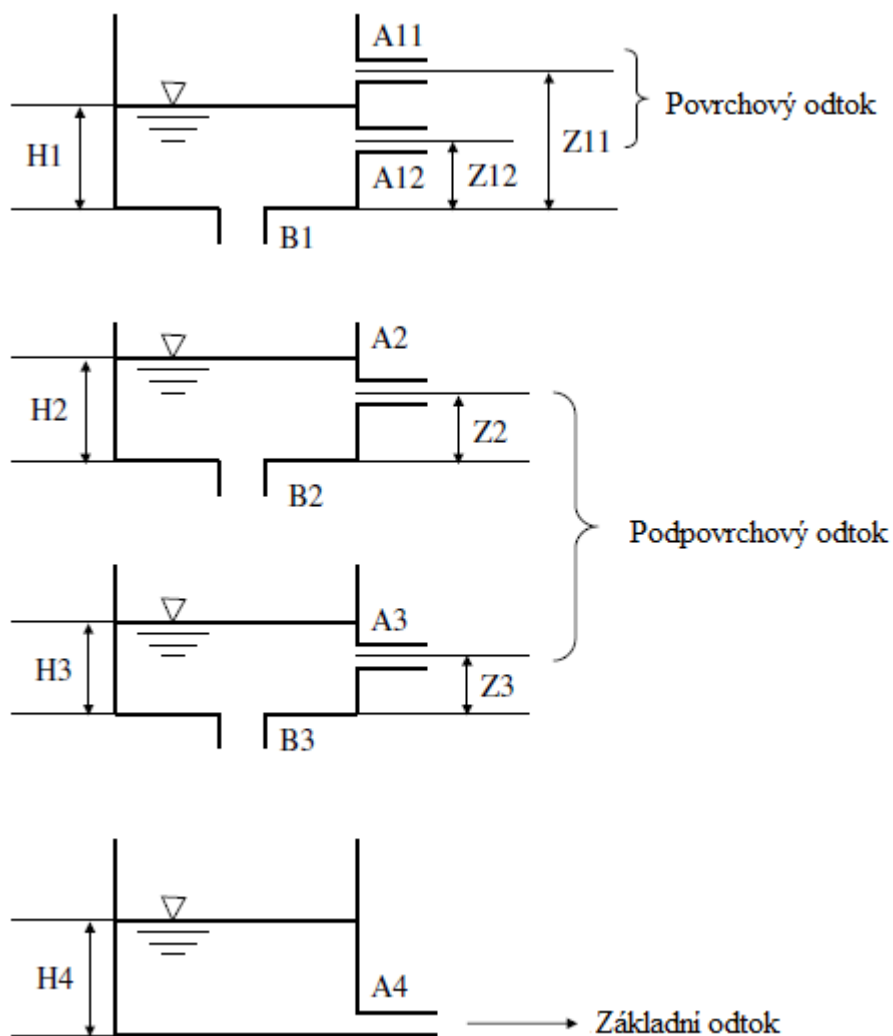 A11
Povrchový odtok
H1
Z12
Z11
A12
B1
A2
H2
Z2
B2
Podpovrchový odtok
A3
H3
Z3
B3
H4
A4
Základní odtok